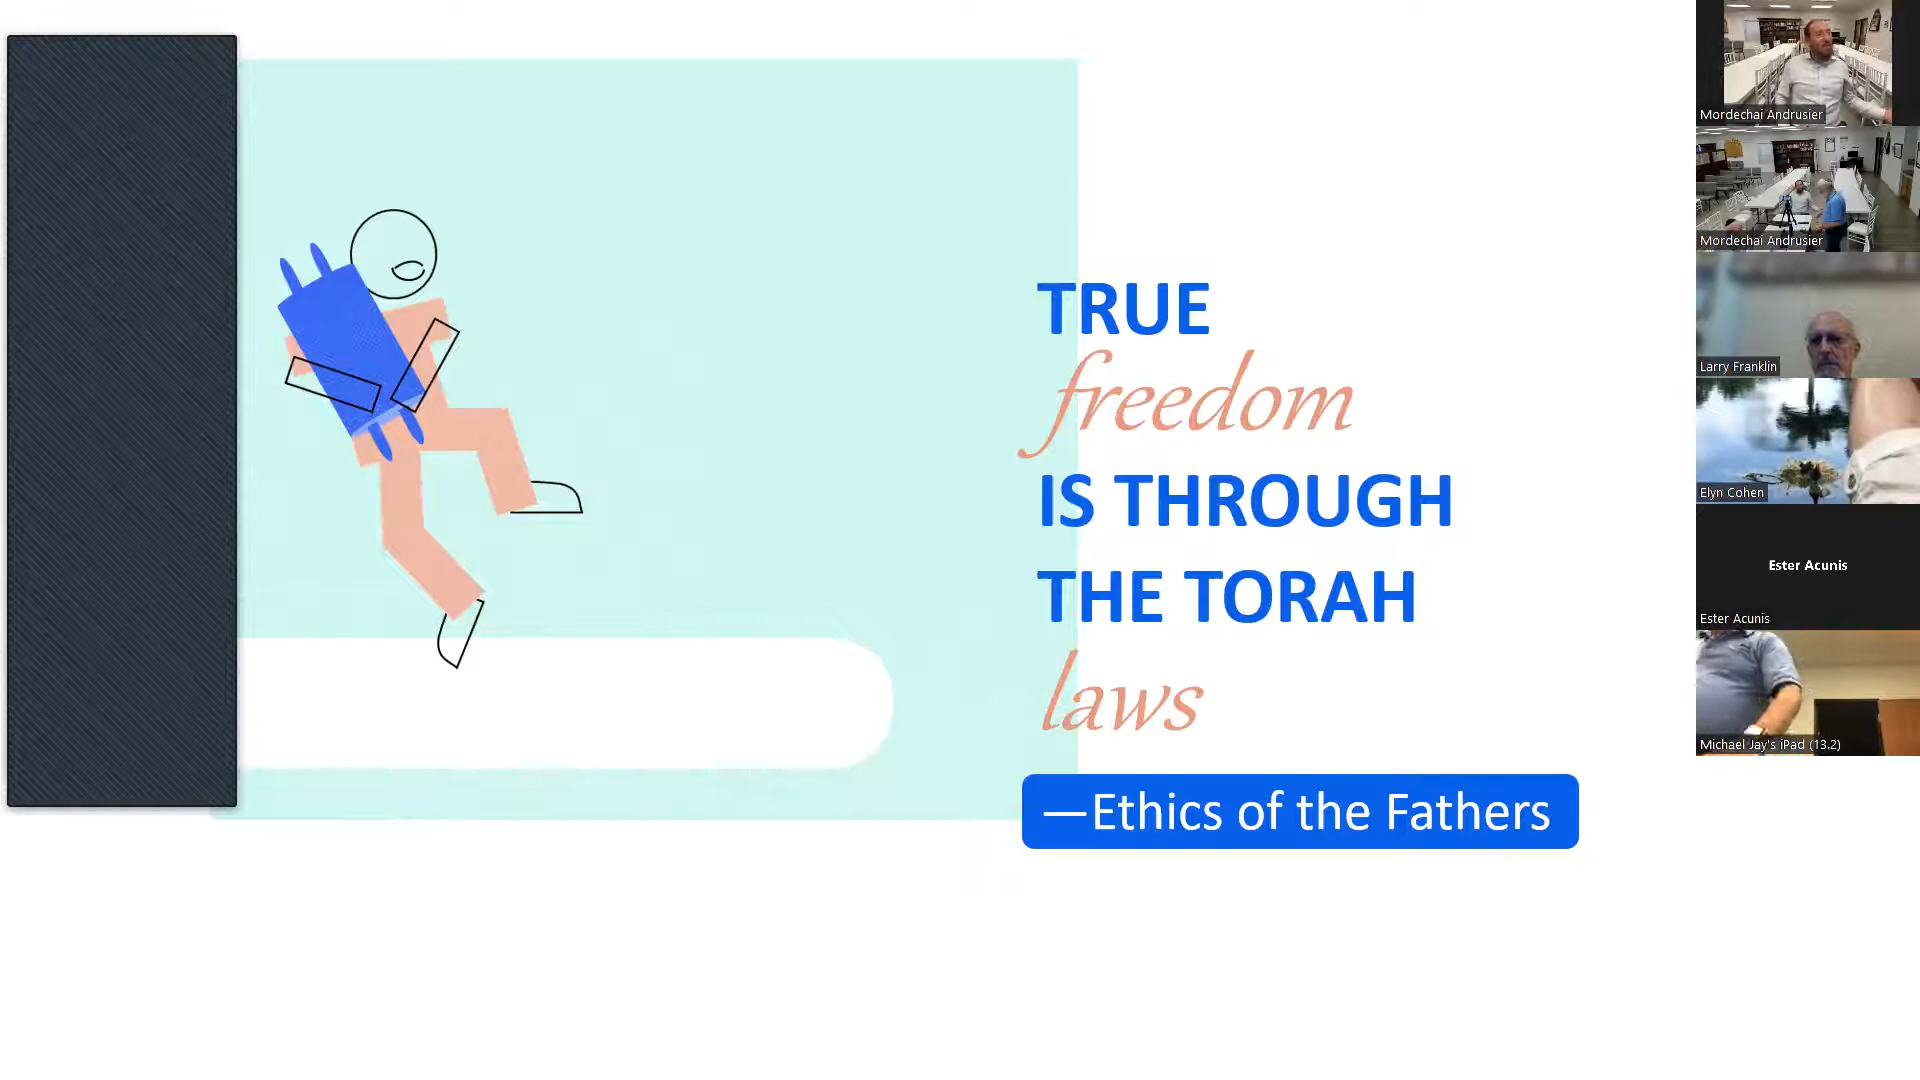 TRUE
freedom
IS THROUGH
THE TORAH
laws
—Ethics of the Fathers
Mordechai Andrusier
Mordechai Andrusier
Larry Franklin
Elyn Cohen
Ester Acunis
Ester Acunis
Michael Jay's iPad (13.2)